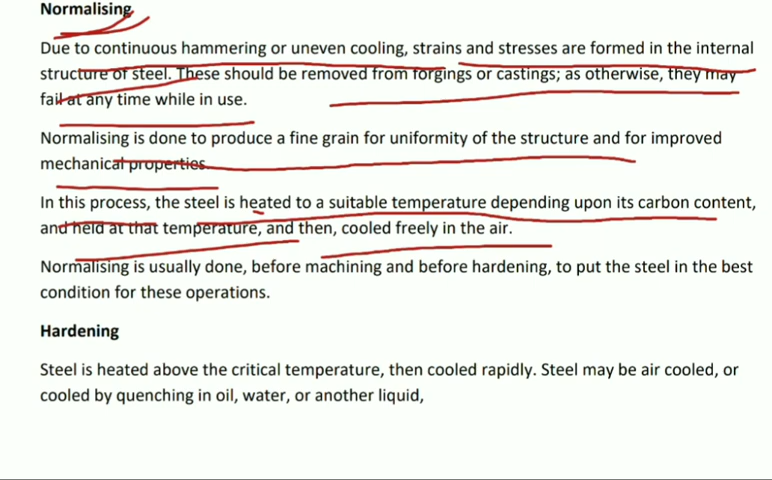 Normalising
Due to continuous hammering or uneven cooling, strains and stresses are formed in the internal
structure of steel. These should be removed from forgings or castings; as otherwise, they may
fail at any time while in use.
Normalising is done to produce a fine grain for uniformity of the structure and for improved
mechanical properties.
In this process, the steel is heated to a suitable temperature depending upon its carbon content,
and held at that temperature, and then, cooled freely in the air.
Normalising is usually done, before machining and before hardening, to put the steel in the best
condition for these operations.
Hardening
Steel is heated above the critical temperature, then cooled rapidly. Steel may be air cooled, or
cooled by quenching in oil, water, or another liquid,